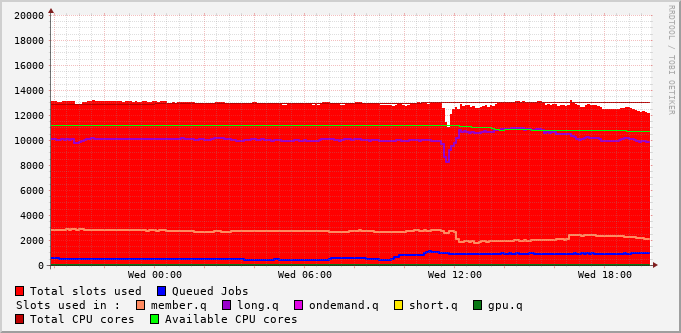 RRDTOOL / TOBI OETIKER
20000
18000
16000
14000
12000
10000
8000
6000
4000
2000
0
Wed 00:00 Wed 06:00 Wed 12:00 Wed 18:00
Total slots used Queued Jobs
Slots used in : member.q long.q ondemand.q short.q gpu.q
Total CPU cores Available CPU cores